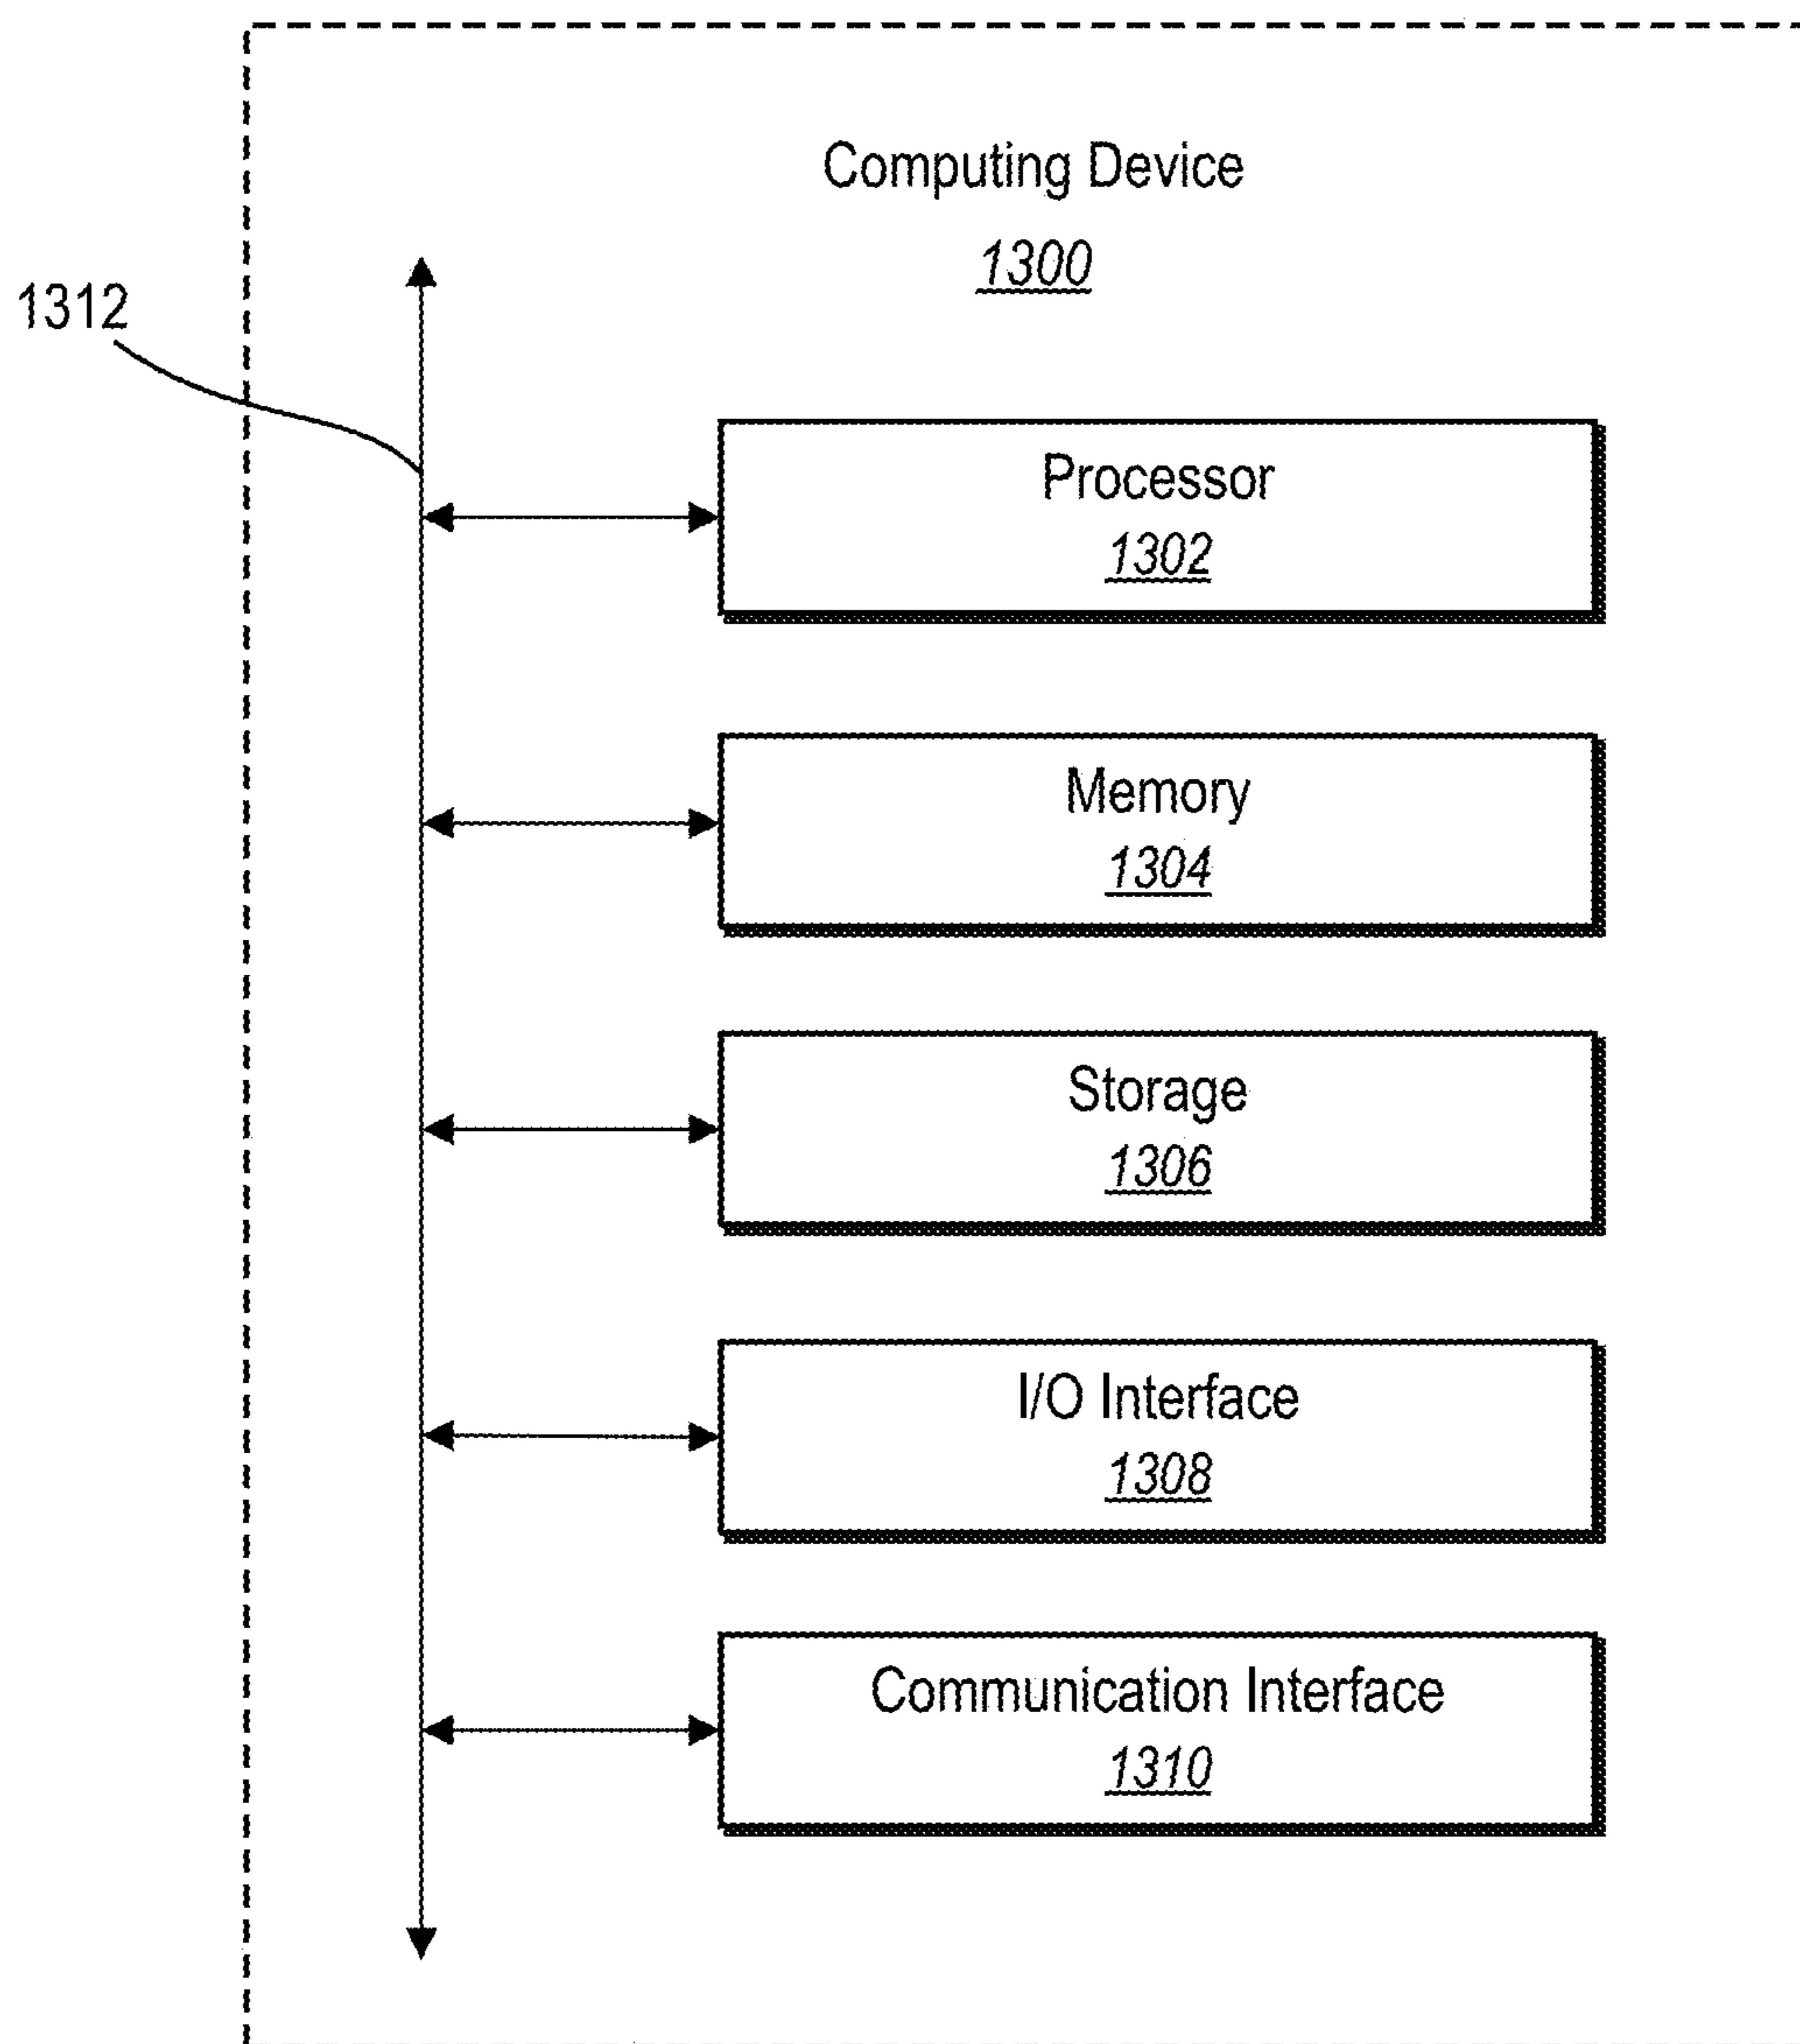 Computing Device
1300
1312
Processor
1302
Memory
1304
Storage
1306
I/O Interface
1308
Communication Interface
1310